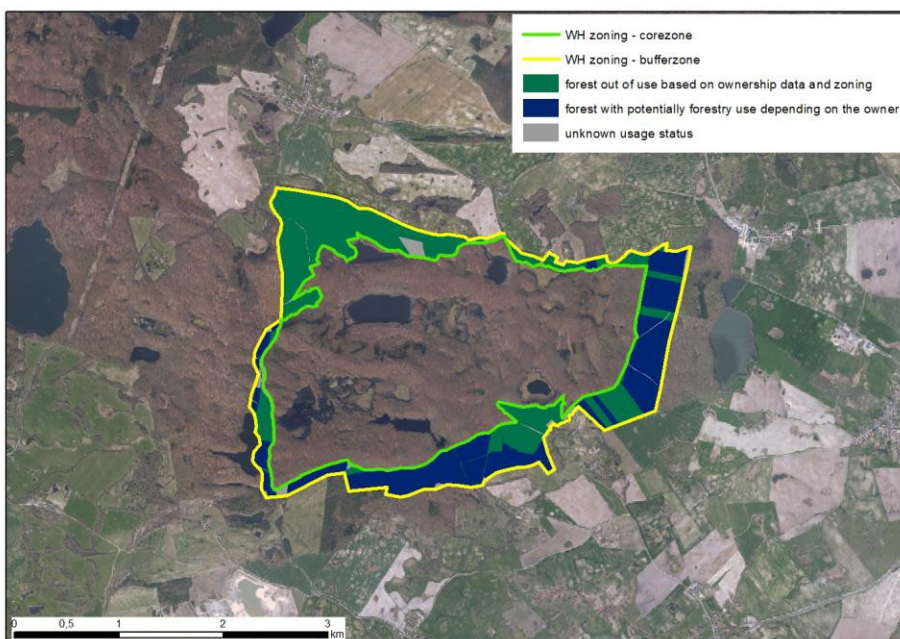 WH zoning - corezone
WH zoning - bufferzone
forest out of use based on ownership data and zoning
forest with potentially forestry use depending on the owner
unknown usage status
0 0,5 1 2 3
km